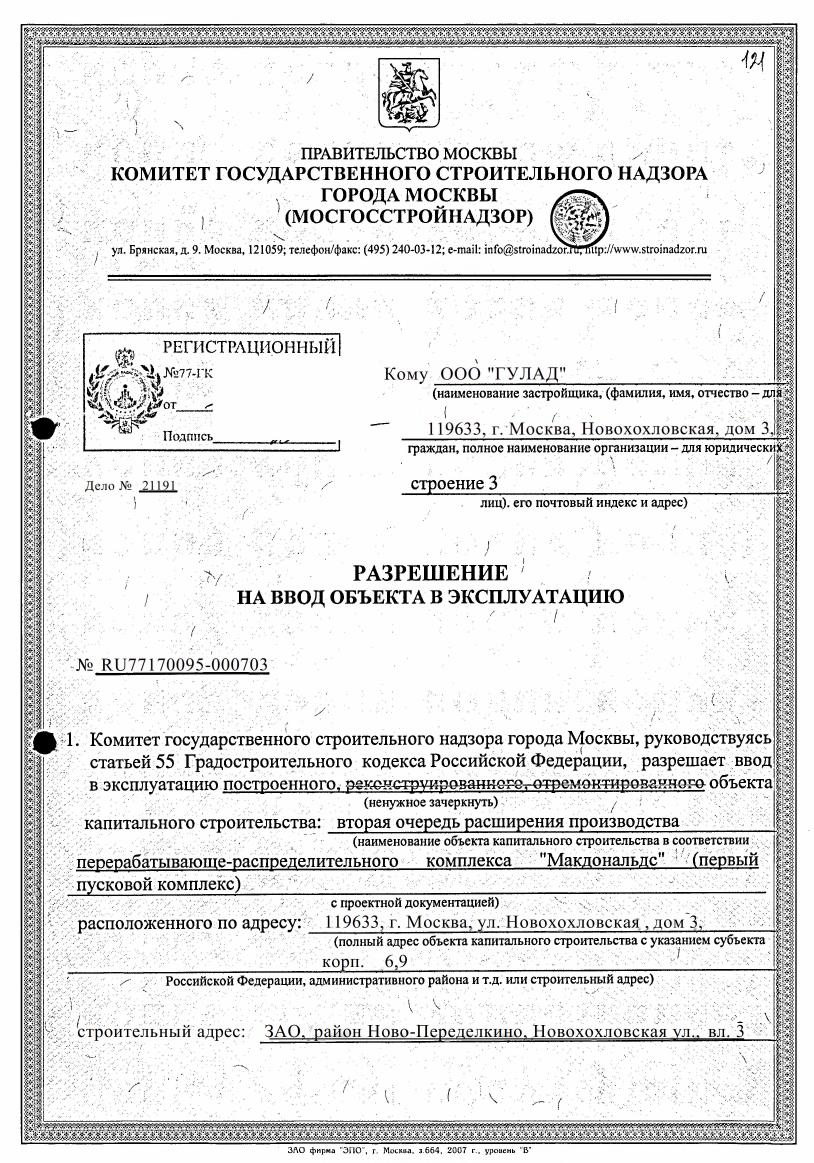 121
ПРАВИТЕЛЬСТВО МОСКВЫ
КОМИТЕТ ГОСУДАРСТВЕННОГО СТРОИТЕЛЬНОГО НАДЗОРА
ГОРОДА МОСКВЫ
(МОСГОССТРОЙНАДЗОР)
ул. Брянская, д. 9. Москва, 121059; телефон/факс: (495) 240-03-12; e-mail: info@stroinadzor.ru, http://www.stroinadzor.ru
РЕГИСТРАЦИОННЫЙ
№77-ГК
от
Подпись
Дело № 21191
Кому ООО "ГУЛАД"
(наименование застройщика, (фамилия, имя, отчество – для
119633, г. Москва, Новохохловская, дом 3,
граждан, полное наименование организации – для юридических
строение 3
лиц). его почтовый индекс и адрес)
РАЗРЕШЕНИЕ
НА ВВОД ОБЪЕКТА В ЭКСПЛУАТАЦИЮ
№ RU77170095-000703
1. Комитет государственного строительного надзора города Москвы, руководствуясь
статьей 55 Градостроительного кодекса Российской Федерации, разрешает ввод
в эксплуатацию построенного, реконструированного, отремонтированного объекта
(ненужное зачеркнуть)
капитального строительства: вторая очередь расширения производства
(наименование объекта капитального строительства в соответствии
перерабатывающе-распределительного комплекса "Макдональдс" (первый
пусковой комплекс)
с проектной документацией)
расположенного по адресу: 119633, г. Москва, ул. Новохохловская , дом 3,
(полный адрес объекта капитального строительства с указанием субъекта
корп. 6,9
Российской Федерации, административного района и т.д. или строительный адрес)
строительный адрес: ЗАО, район Ново-Переделкино, Новохохловская ул., вл. 3
ЗАО фирма "ЭПО", г. Москва, з.664, 2007 г., уровень "В"